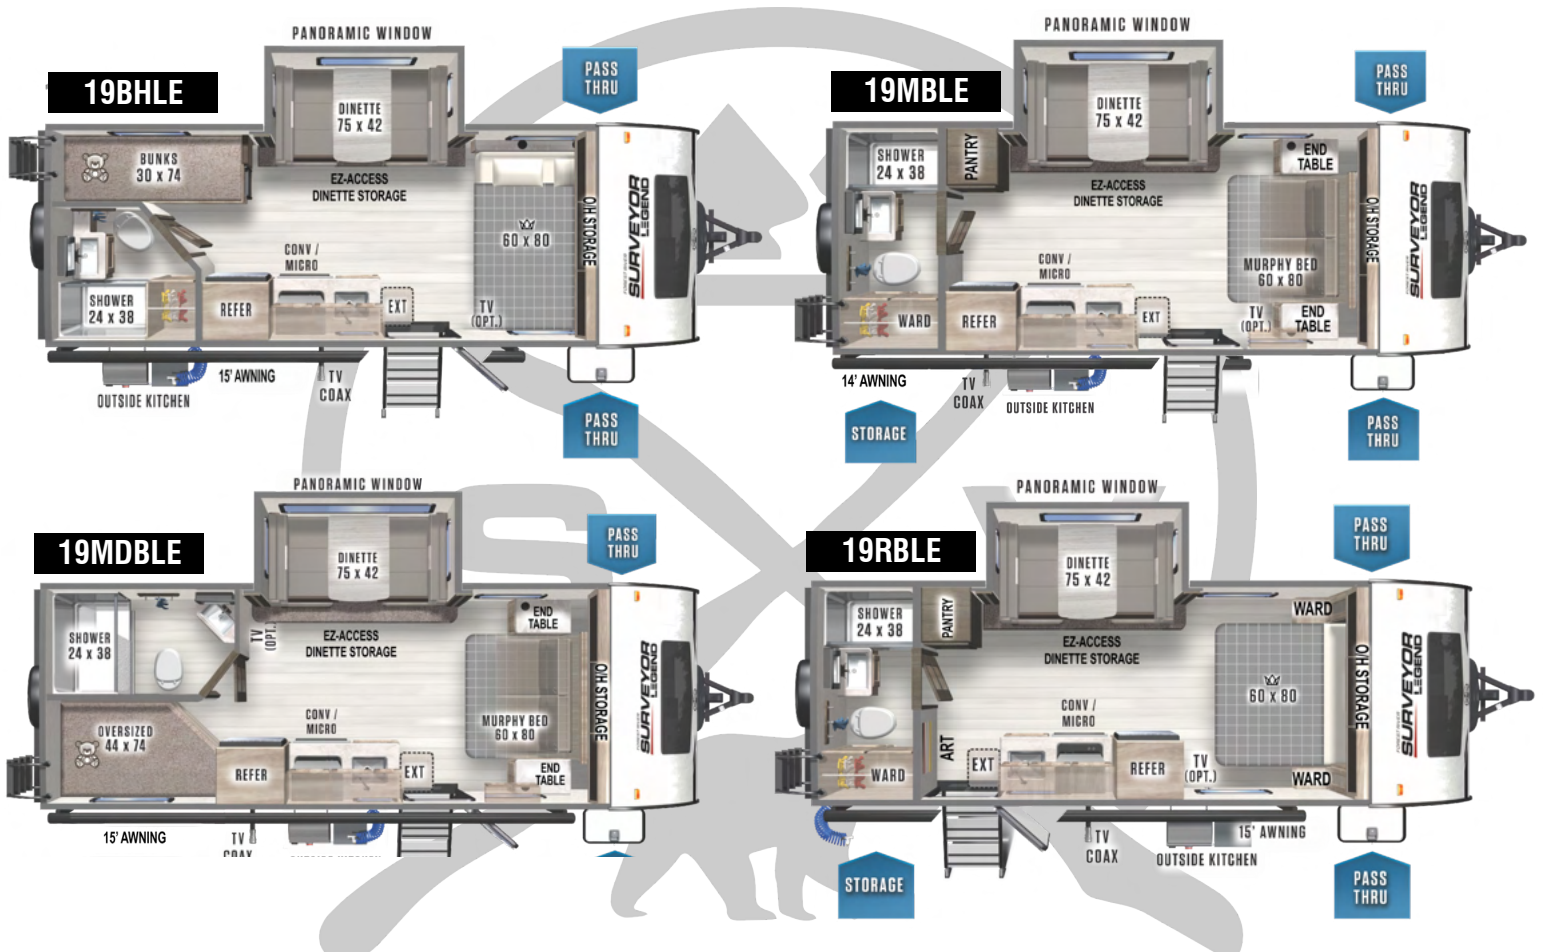 PANORAMIC WINDOW
19BHLE
PASS
THRU
DINETTE
75 x 42
BUNKS
30 x 74
EZ-ACCESS
DINETTE STORAGE
60 x 80
O/H STORAGE
SURVEYOR
LEGEND
CONV /
MICRO
SHOWER
24 x 38
REFER
EXT
TV
(OPT.)
15' AWNING
OUTSIDE KITCHEN
TV
COAX
PASS
THRU
PANORAMIC WINDOW
19MBLE
PASS
THRU
DINETTE
75 x 42
SHOWER
24 x 38
PANTRY
END
TABLE
EZ-ACCESS
DINETTE STORAGE
O/H STORAGE
SURVEYOR
LEGEND
CONV /
MICRO
MURPHY BED
60 x 80
WARD
REFER
EXT
TV
(OPT.)
END
TABLE
14' AWNING
TV
COAX
OUTSIDE KITCHEN
STORAGE
PASS
THRU
PANORAMIC WINDOW
19MDBLE
PASS
THRU
DINETTE
75 x 42
SHOWER
24 x 38
TV
(OPT.)
END
TABLE
EZ-ACCESS
DINETTE STORAGE
O/H STORAGE
SURVEYOR
LEGEND
OVERSIZED
44 x 74
CONV /
MICRO
MURPHY BED
60 x 80
REFER
EXT
END
TABLE
15' AWNING
TV
COAX
PANORAMIC WINDOW
19RBLE
PASS
THRU
DINETTE
75 x 42
SHOWER
24 x 38
PANTRY
WARD
EZ-ACCESS
DINETTE STORAGE
60 x 80
O/H STORAGE
SURVEYOR
LEGEND
CONV /
MICRO
ART
WARD
EXT
REFER
TV
(OPT.)
WARD
15' AWNING
TV
COAX
OUTSIDE KITCHEN
STORAGE
PASS
THRU